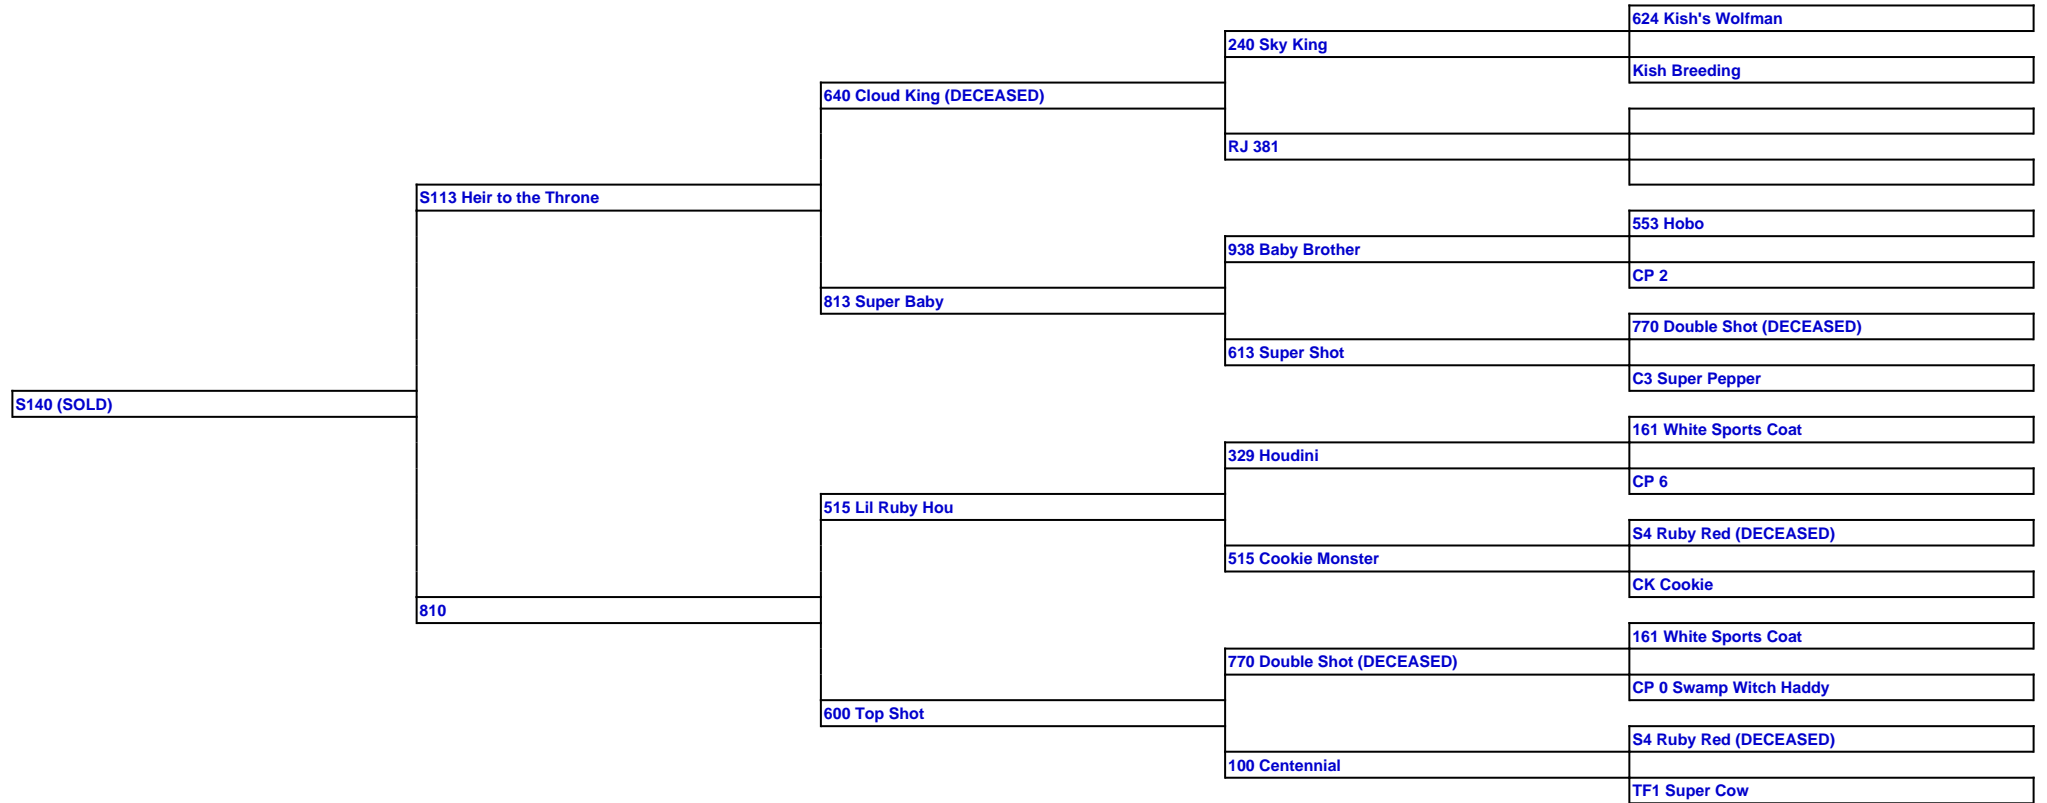 624 Kish's Wolfman
240 Sky King
Kish Breeding
640 Cloud King (DECEASED)
RJ 381
S113 Heir to the Throne
553 Hobo
938 Baby Brother
CP 2
813 Super Baby
770 Double Shot (DECEASED)
613 Super Shot
C3 Super Pepper
S140 (SOLD)
161 White Sports Coat
329 Houdini
CP 6
515 Lil Ruby Hou
S4 Ruby Red (DECEASED)
515 Cookie Monster
CK Cookie
810
161 White Sports Coat
770 Double Shot (DECEASED)
CP 0 Swamp Witch Haddy
600 Top Shot
S4 Ruby Red (DECEASED)
100 Centennial
TF1 Super Cow